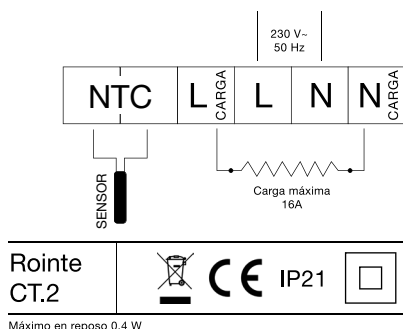 230 V~
50 Hz
NTC
L
CARGA
L
N
N
CARGA
SENSOR
Carga máxima
16A
Rointe
CT.2
CE IP21
Máximo en reposo 0,4 W